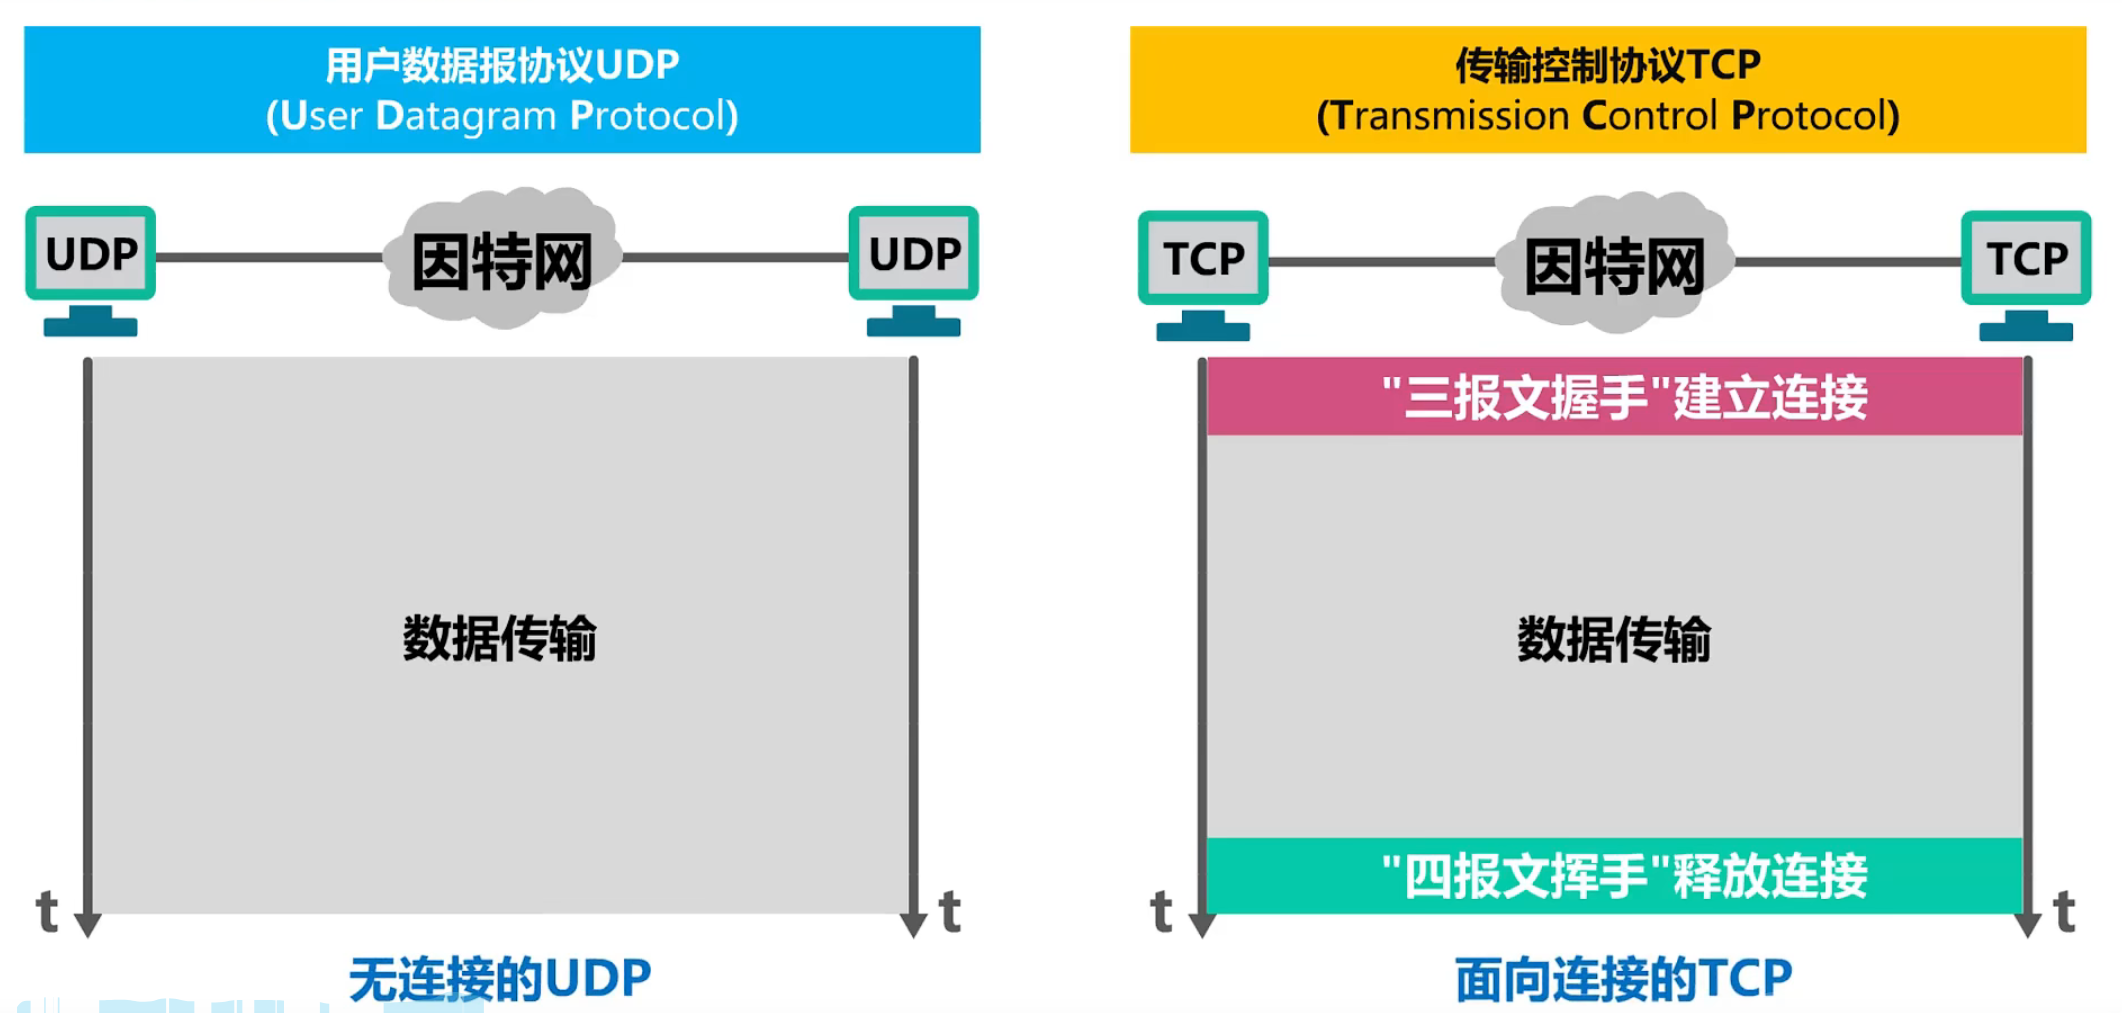 用户数据报协议UDP
(User Datagram Protocol)
UDP
因特网
UDP
数据传输
t
t
无连接的UDP
传输控制协议TCP
(Transmission Control Protocol)
TCP
因特网
TCP
"三报文握手"建立连接
数据传输
"四报文挥手"释放连接
t
t
面向连接的TCP